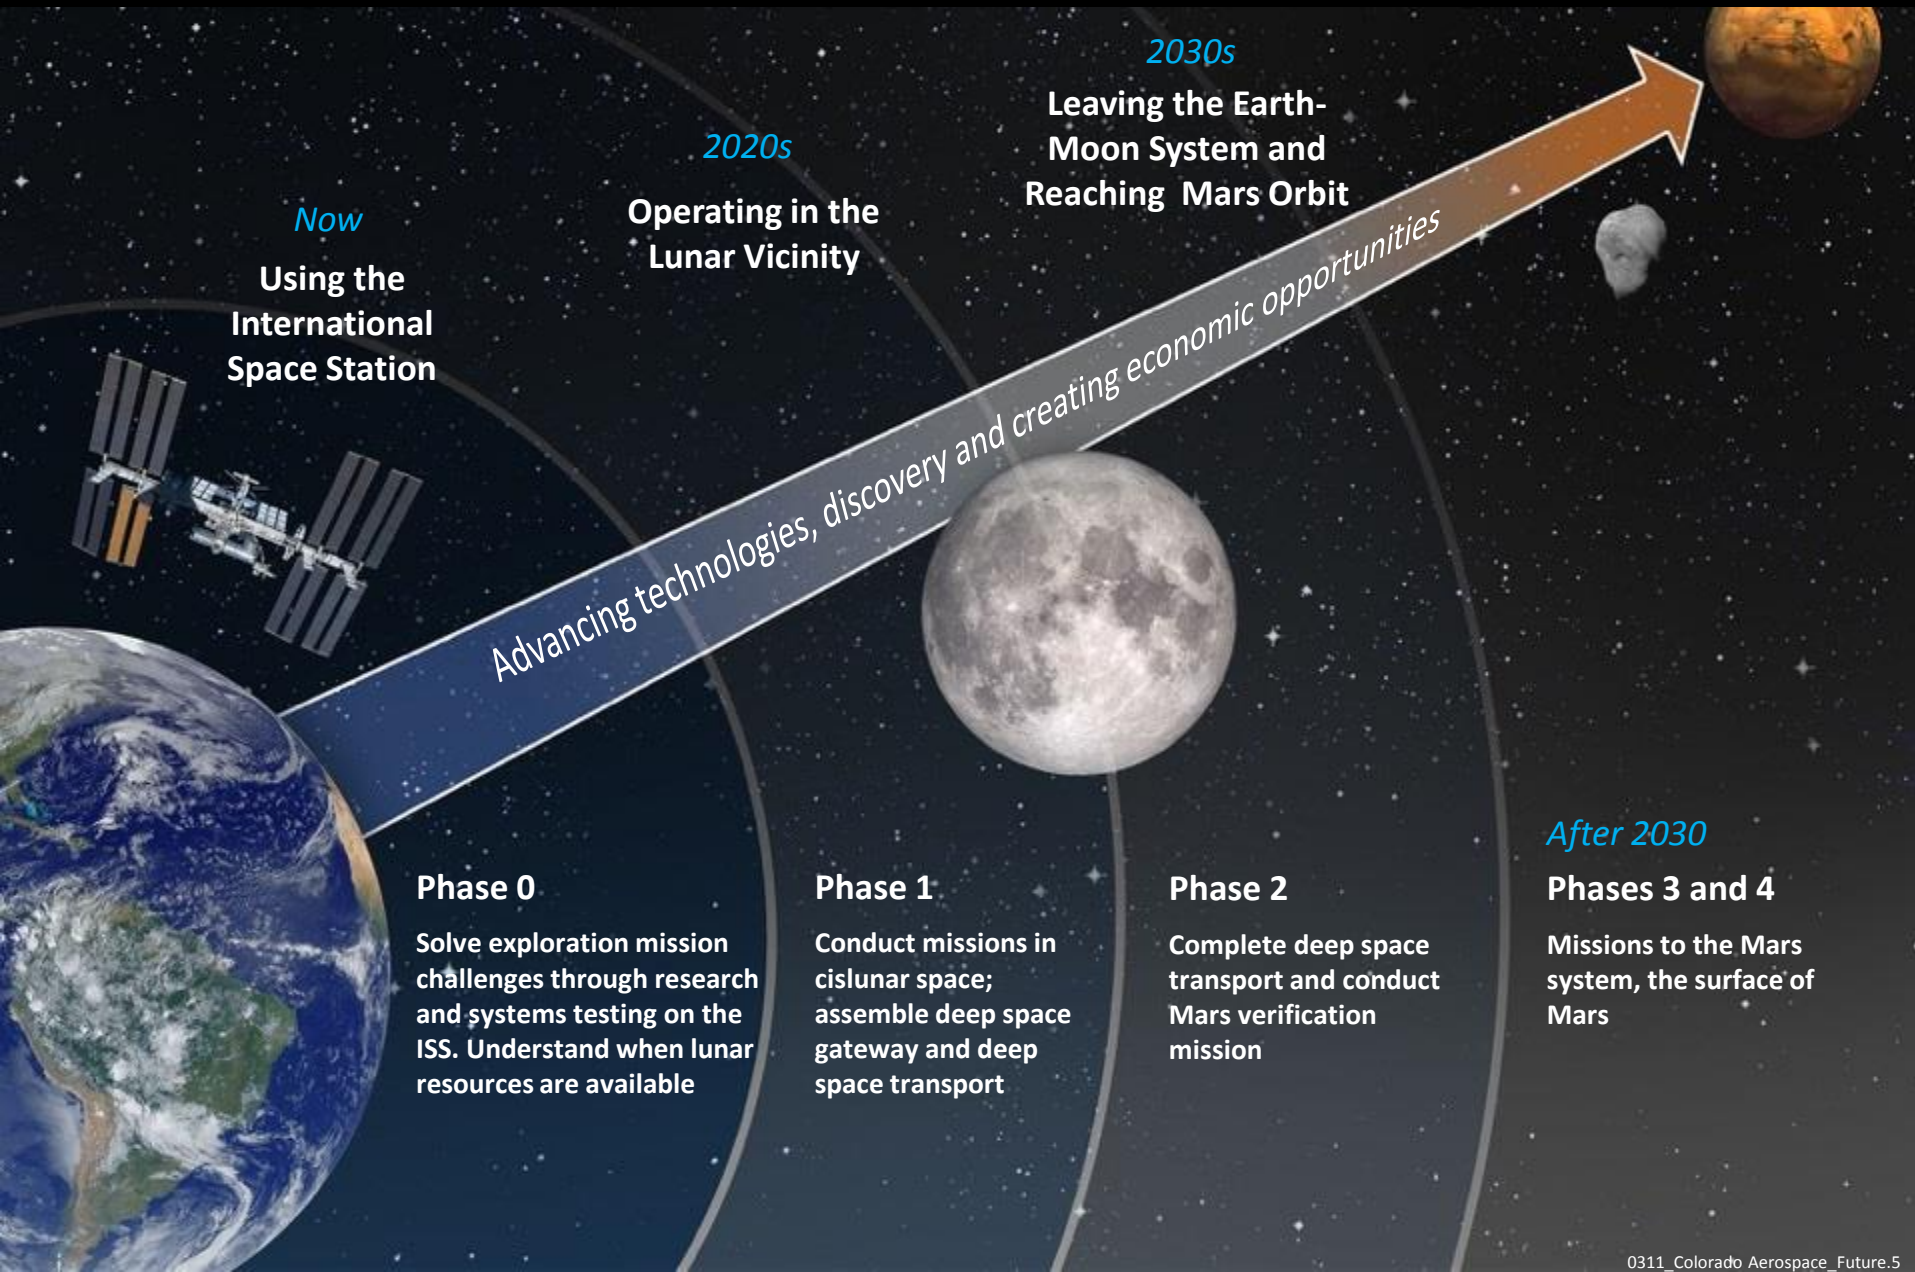 Now
Using the
International
Space Station
2020s
Operating in the
Lunar Vicinity
2030s
Leaving the Earth-
Moon System and
Reaching  Mars Orbit
Advancing technologies, discovery and creating economic opportunities
Phase 0
Solve exploration mission
challenges through research
and systems testing on the
ISS. Understand when lunar
resources are available
Phase 1
Conduct missions in
cislunar space;
assemble deep space
gateway and deep
space transport
Phase 2
Complete deep space
transport and conduct
Mars verification
mission
After 2030
Phases 3 and 4
Missions to the Mars
system, the surface of
Mars
0311_Colorado Aerospace_Future.5